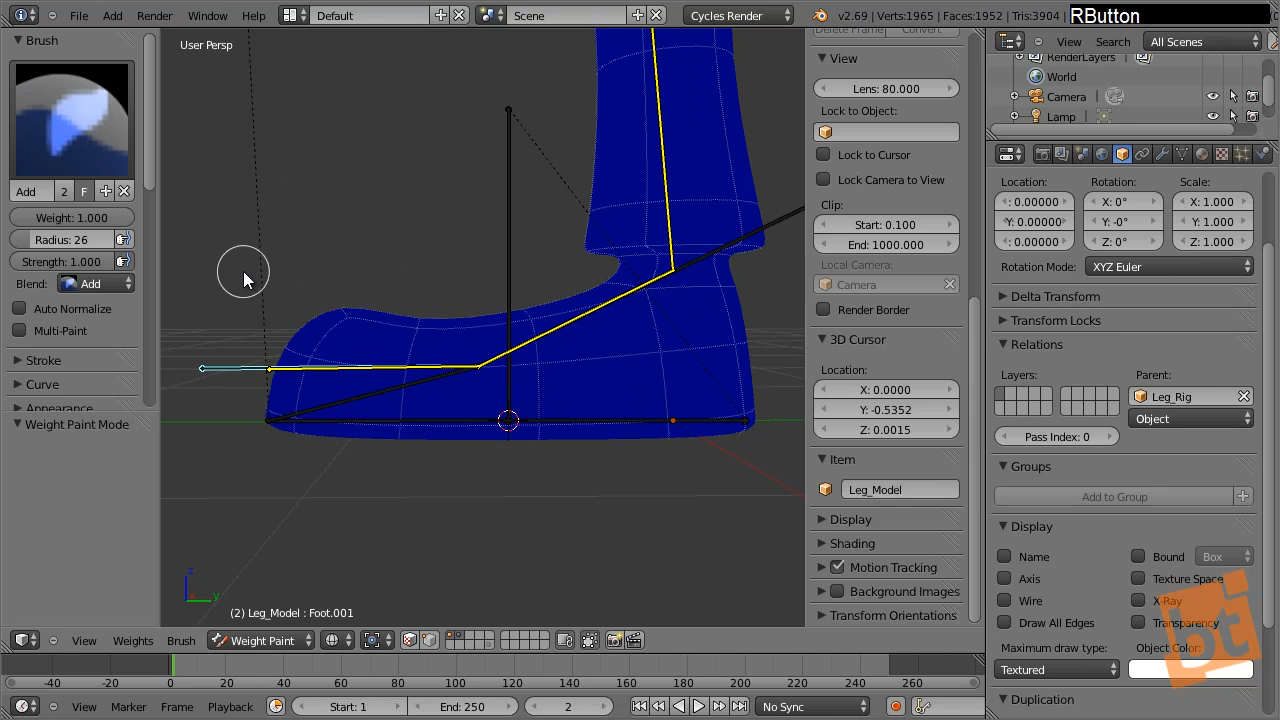 File Add Render Window Help Default Scene Cycles Render v2.69 | Verts:1965 | Faces:1952 | Tris:3904 |
RButton
Brush
User Persp
Add 2 F
Weight: 1.000
Radius: 26
Strength: 1.000
Blend: Add
Auto Normalize
Multi-Paint
Stroke
Curve
Appearance
Weight Paint Mode
(2) Leg_Model : Foot.001
z
y
Delete Frame Convert
View
Lens: 80.000
Lock to Object:
Lock to Cursor
Lock Camera to View
Clip:
Start: 0.100
End: 1000.000
Local Camera:
Camera
Render Border
3D Cursor
Location:
X: 0.0000
Y: -0.5352
Z: 0.0015
Item
Leg_Model
Display
Shading
Motion Tracking
Background Images
Transform Orientations
View Search All Scenes
RenderLayers
World
Camera
Lamp
Location: Rotation: Scale:
: 0.00000 X: 0° X: 1.000
Y: 0.00000 Y: -0° Y: 1.000
: 0.00000 Z: 0° Z: 1.000
Rotation Mode: XYZ Euler
Delta Transform
Transform Locks
Relations
Layers: Parent:
Leg_Rig
Object
Pass Index: 0
Groups
Add to Group
Display
Name Bound Box
Axis Texture Space
Wire X-Ray
Draw All Edges Transparency
Maximum draw type: Object Color:
Textured
Duplication
bt
View Weights Brush Weight Paint
-40 -20 0 20 40 60 80 100 120 140 160 180 200 220 240 260
View Marker Frame Playback Start: 1 End: 250 2 No Sync